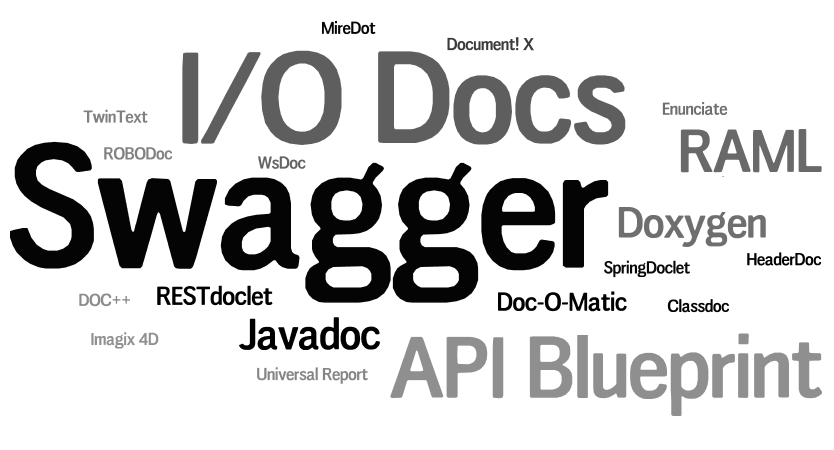 MireDot
Document! X
I/O Docs
TwinText
Enunciate
ROBODoc
WsDoc
RAML
Swagger
Doxygen
HeaderDoc
SpringDoclet
DOC++
RESTdoclet
Doc-O-Matic
Classdoc
Javadoc
Imagix 4D
API Blueprint
Universal Report